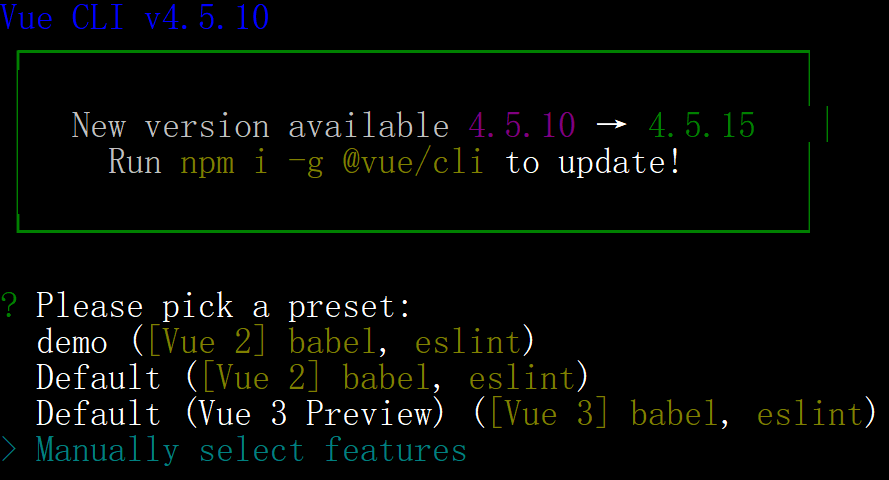 Vue CLI v4.5.10
New version available 4.5.10 → 4.5.15
Run npm i -g @vue/cli to update!
? Please pick a preset:
demo ([Vue 2] babel, eslint)
Default ([Vue 2] babel, eslint)
Default (Vue 3 Preview) ([Vue 3] babel, eslint)
> Manually select features